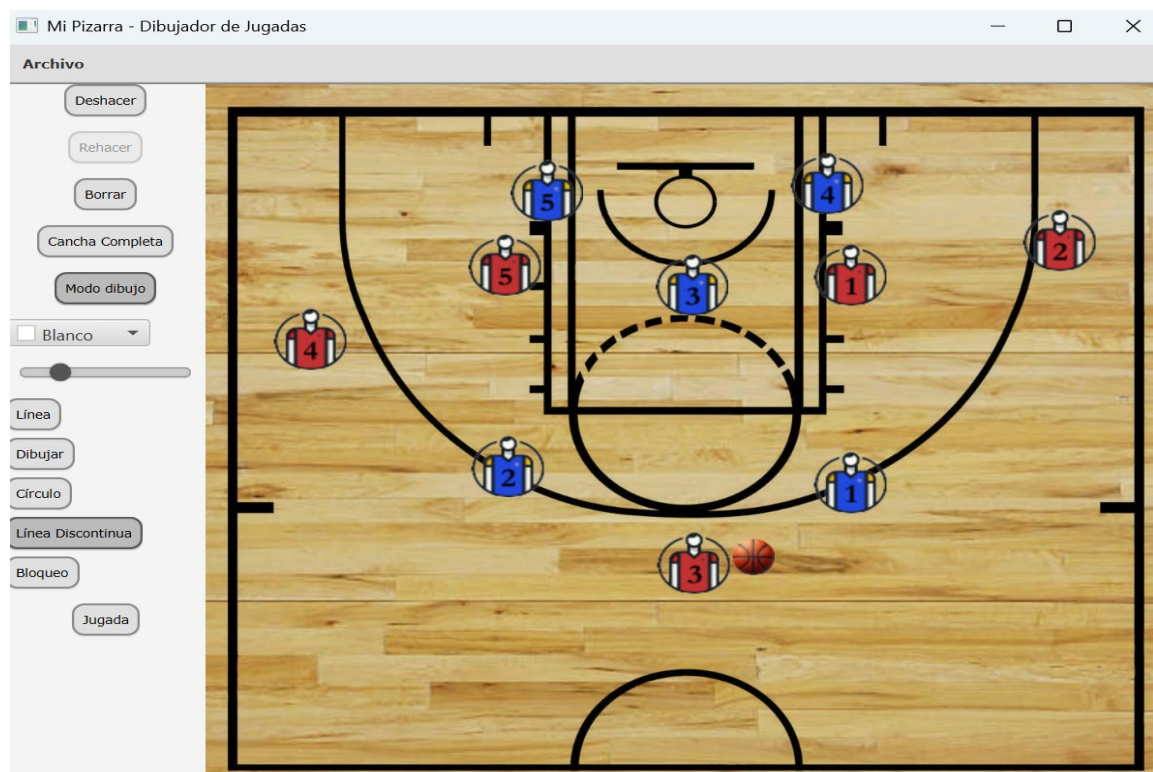 Mi Pizarra - Dibujador de Jugadas
Archivo
Deshacer
Rehacer
Borrar
Cancha Completa
Modo dibujo
Blanco
Línea
Dibujar
Círculo
Línea Discontinua
Bloqueo
Jugada
5
4
2
5
3
1
4
2
1
3